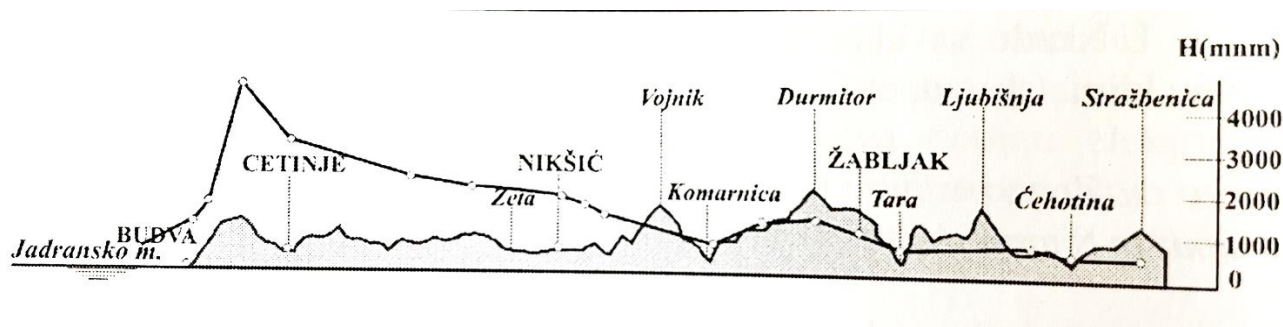 H(mnm)
Vojnik
Durmitor
Ljubišnja
Stražbenica
4000
CETINJE
NIKŠIĆ
ŽABLJAK
3000
Zeta
Komarnica
Tara
Ćehotina
2000
BUDVA
Jadransko m.
1000
0